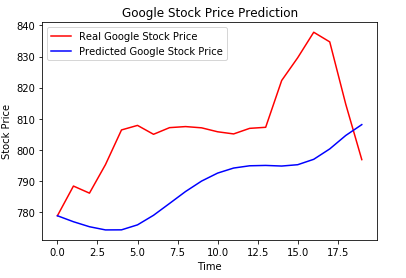 Google Stock Price Prediction
Real Google Stock Price
Predicted Google Stock Price
Stock Price
840
830
820
810
800
790
780
0.0 2.5 5.0 7.5 10.0 12.5 15.0 17.5
Time